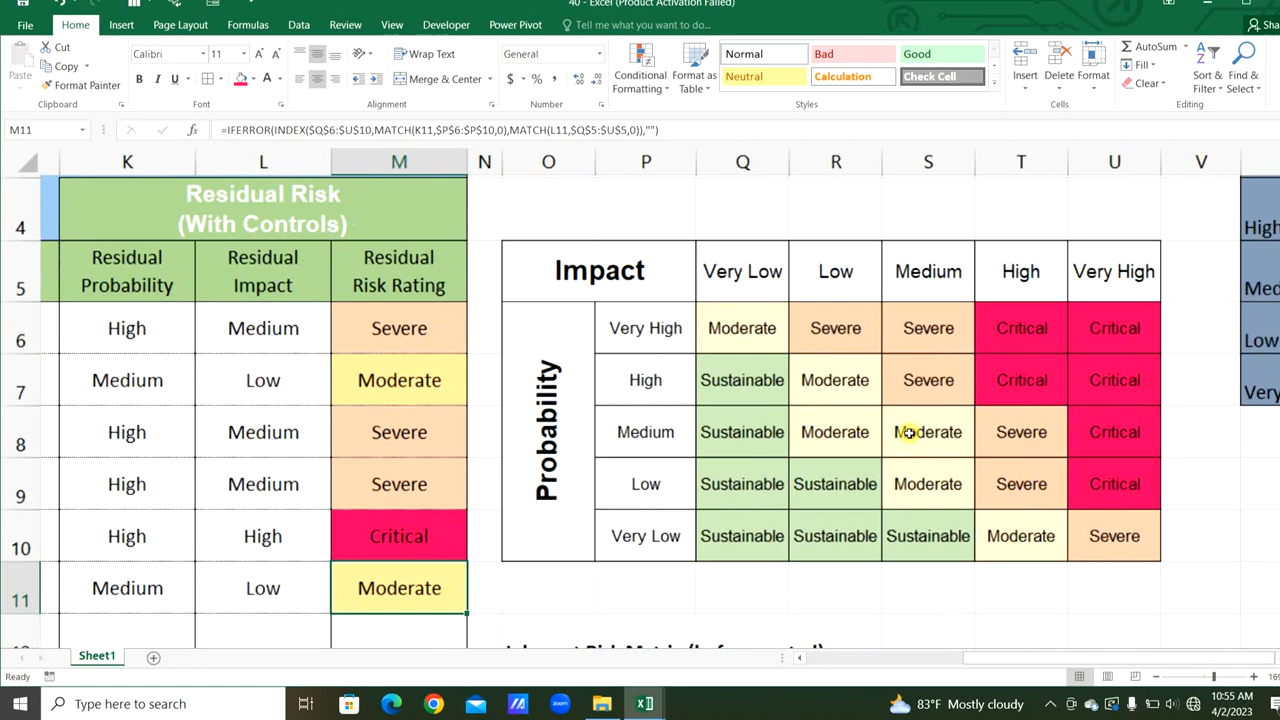 40 - Excel (Product Activation Failed)
File Home Insert Page Layout Formulas Data Review View Developer Power Pivot Tell me what you want to do... Share
Paste
Cut
Copy
Format Painter
Clipboard
Calibri 11
B I U
Font
Wrap Text
Merge & Center
Alignment
General
$ % ,
Number
Conditional Formatting
Format as Table
Normal Bad Good
Neutral Calculation Check Cell
Styles
Insert Delete Format
Cells
AutoSum
Fill
Clear
Sort & Filter
Find & Select
Editing
M11 fx =IFERROR(INDEX($Q$6:$U$10,MATCH(K11,$P$6:$P$10,0),MATCH(L11,$Q$5:$U$5,0)),"")
K L M N O P Q R S T U V
4 Residual Risk
(With Controls)
High
5 Residual Probability Residual Impact Residual Risk Rating Impact Very Low Low Medium High Very High
6 High Medium Severe Very High Moderate Severe Severe Critical Critical
7 Medium Low Moderate High Sustainable Moderate Severe Critical Critical
Probability
8 High Medium Severe Medium Sustainable Moderate Moderate Severe Critical
9 High Medium Severe Low Sustainable Sustainable Moderate Severe Critical
10 High High Critical Very Low Sustainable Sustainable Sustainable Moderate Severe
11 Medium Low Moderate
Sheet1
Ready
Type here to search
zoom
83°F Mostly cloudy
10:55 AM
4/2/2023